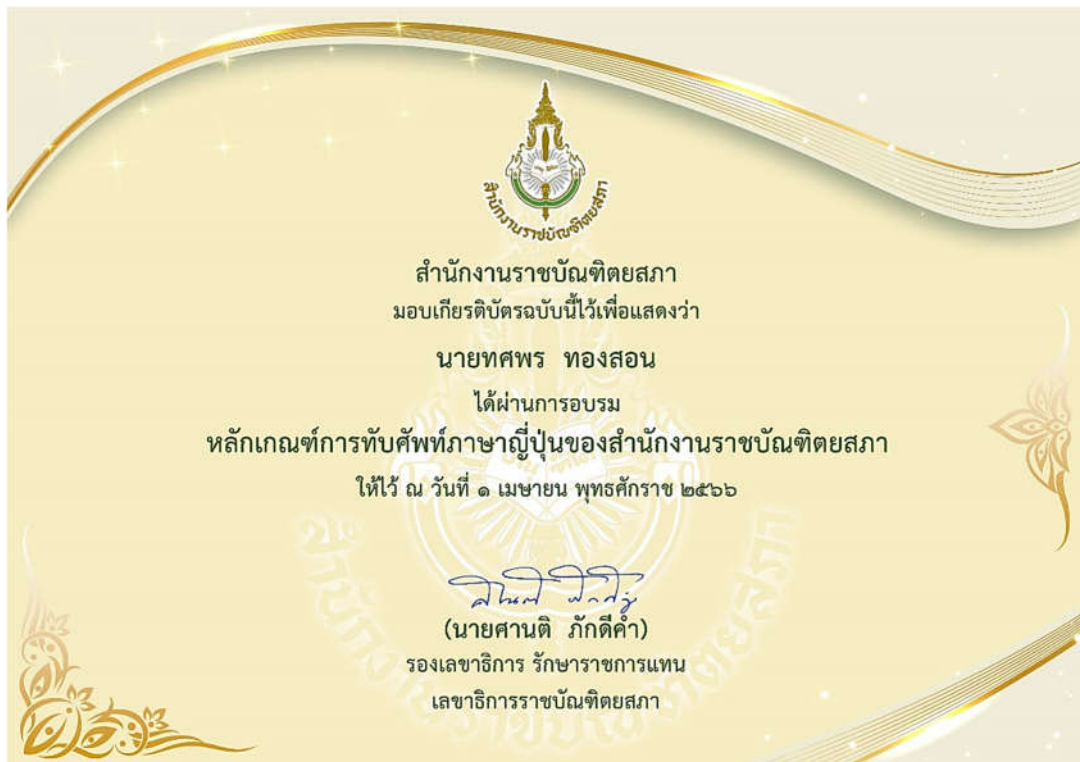 สำนักงานราชบัณฑิตยสภา
สำนักงานราชบัณฑิตยสภา
มอบเกียรติบัตรฉบับนี้ไว้เพื่อแสดงว่า
นายทศพร ทองสอน
ได้ผ่านการอบรม
หลักเกณฑ์การทับศัพท์ภาษาญี่ปุ่นของสำนักงานราชบัณฑิตยสภา
ให้ไว้ ณ วันที่ ๑ เมษายน พุทธศักราช ๒๕๖๖
(นายศานติ ภักดีคำ)
รองเลขาธิการ รักษาราชการแทน
เลขาธิการราชบัณฑิตยสภา